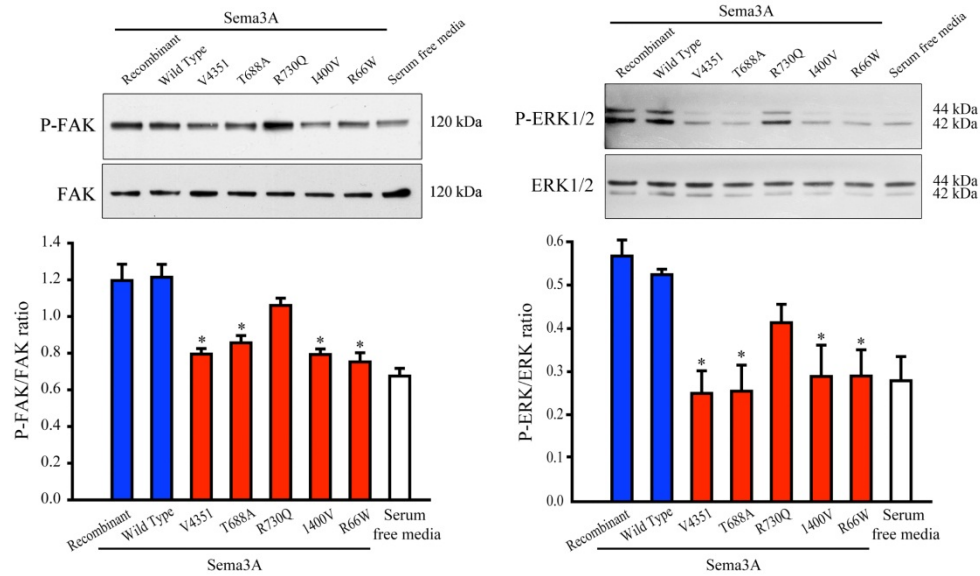 Sema3A
Recombinant
Wild Type
V4351
T688A
R730Q
I400V
R66W
Serum free media
P-FAK
120 kDa
FAK
120 kDa
1.4
1.2
1.0
0.8
0.6
0.4
0.2
0.0
P-FAK/FAK ratio
*
*
*
*
Recombinant
Wild Type
V4351
T688A
R730Q
I400V
R66W
Serum
free media
Sema3A
Sema3A
Recombinant
Wild Type
V4351
T688A
R730Q
I400V
R66W
Serum free media
P-ERK1/2
44 kDa
42 kDa
ERK1/2
44 kDa
42 kDa
0.6
0.5
0.4
0.3
0.2
0.1
0.0
P-ERK/ERK ratio
*
*
*
*
Recombinant
Wild Type
V4351
T688A
R730Q
I400V
R66W
Serum
free media
Sema3A